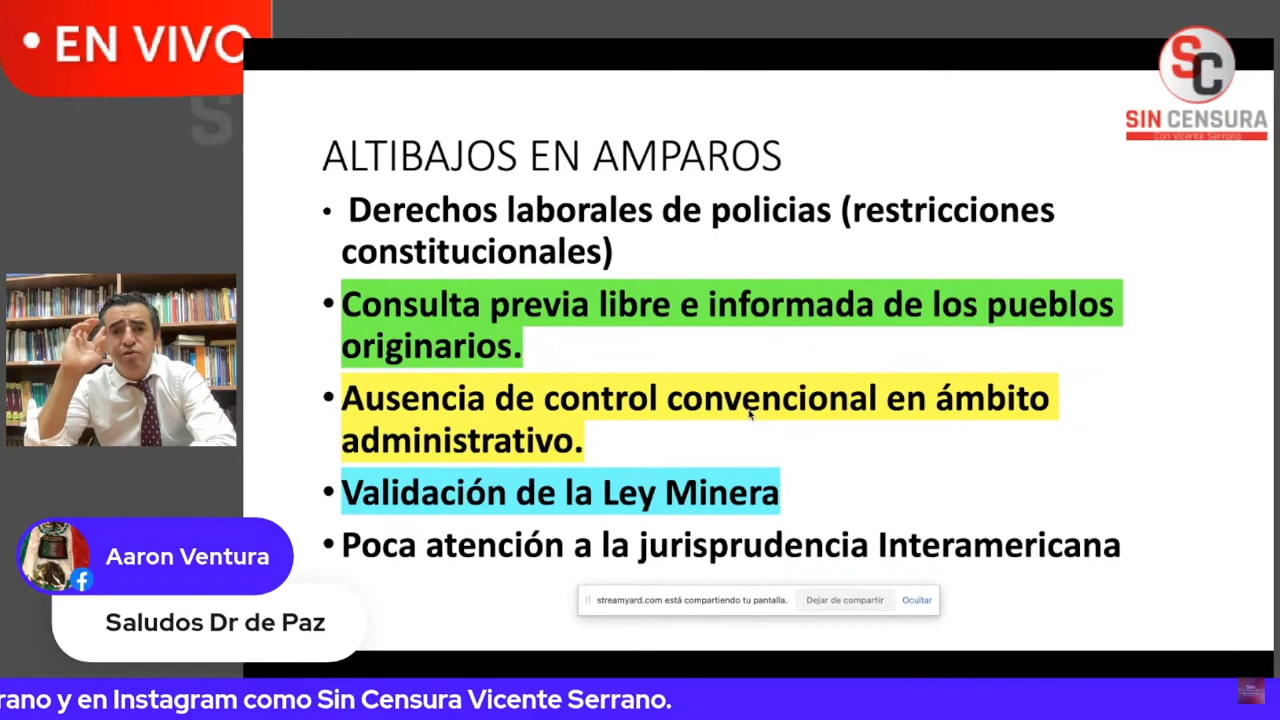 • EN VIVO
SC
SIN CENSURA
Con Vicente Serrano
ALTIBAJOS EN AMPAROS
• Derechos laborales de policias (restricciones
constitucionales)
• Consulta previa libre e informada de los pueblos
originarios.
• Ausencia de control convencional en ámbito
administrativo.
• Validación de la Ley Minera
• Poca atención a la jurisprudencia Interamericana
streamyard.com está compartiendo tu pantalla. Dejar de compartir Ocultar
Aaron Ventura
Saludos Dr de Paz
rano y en Instagram como Sin Censura Vicente Serrano.